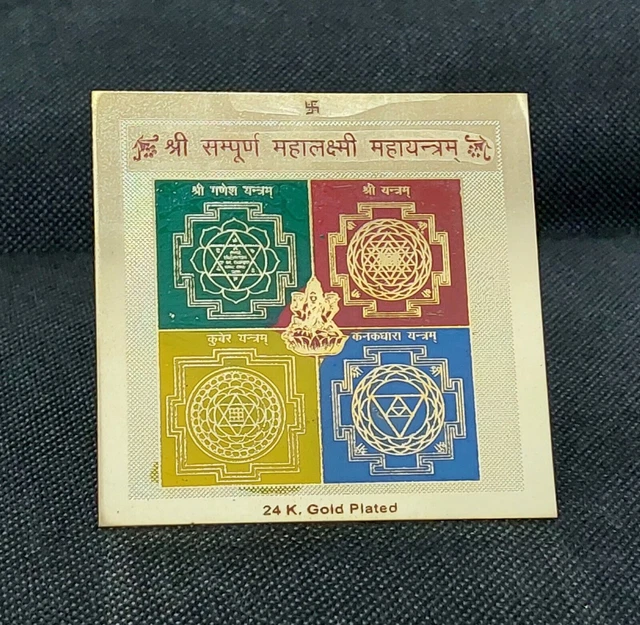 श्री सम्पूर्ण महालक्ष्मी महायन्त्रम्
श्री गणेश यन्त्रम्
श्री यन्त्रम्
कुबेर यन्त्रम्
कनकधारा यन्त्रम्
24 K. Gold Plated